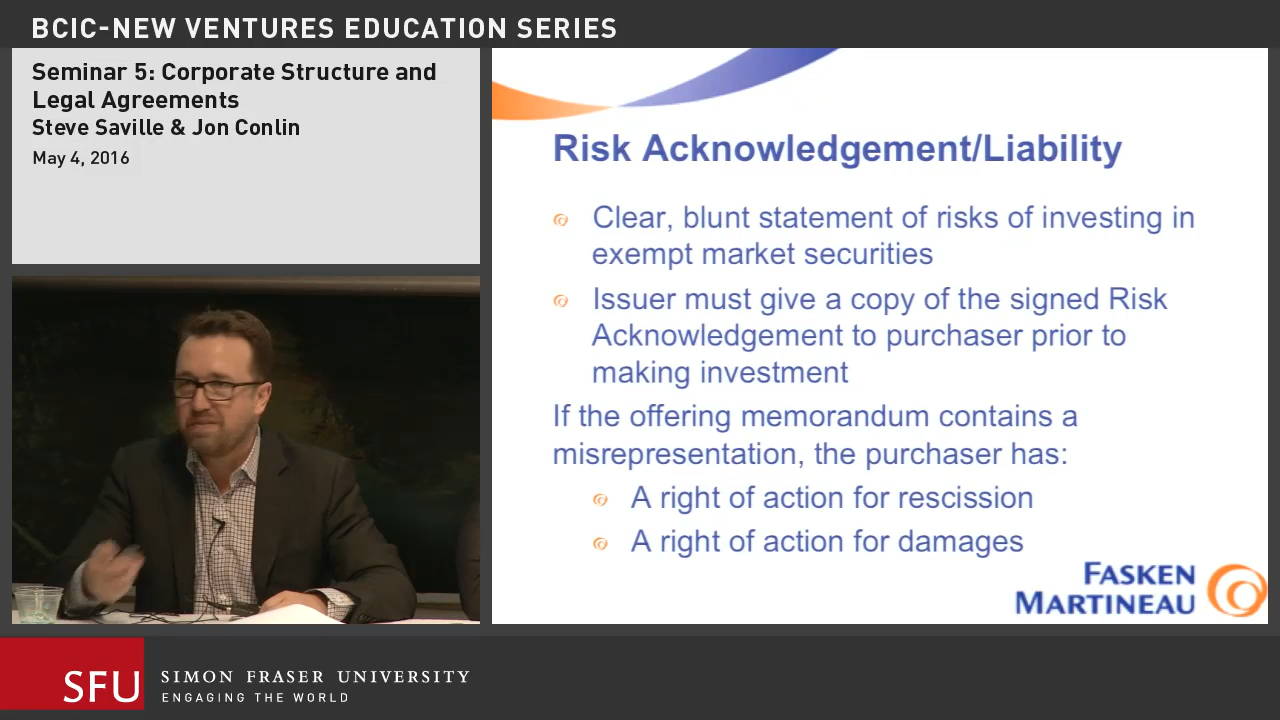 BCIC-NEW VENTURES EDUCATION SERIES
Seminar 5: Corporate Structure and
Legal Agreements
Steve Saville & Jon Conlin
May 4, 2016
Risk Acknowledgement/Liability
Clear, blunt statement of risks of investing in
exempt market securities
Issuer must give a copy of the signed Risk
Acknowledgement to purchaser prior to
making investment
If the offering memorandum contains a
misrepresentation, the purchaser has:
A right of action for rescission
A right of action for damages
FASKEN
MARTINEAU
SFU
SIMON FRASER UNIVERSITY
ENGAGING THE WORLD